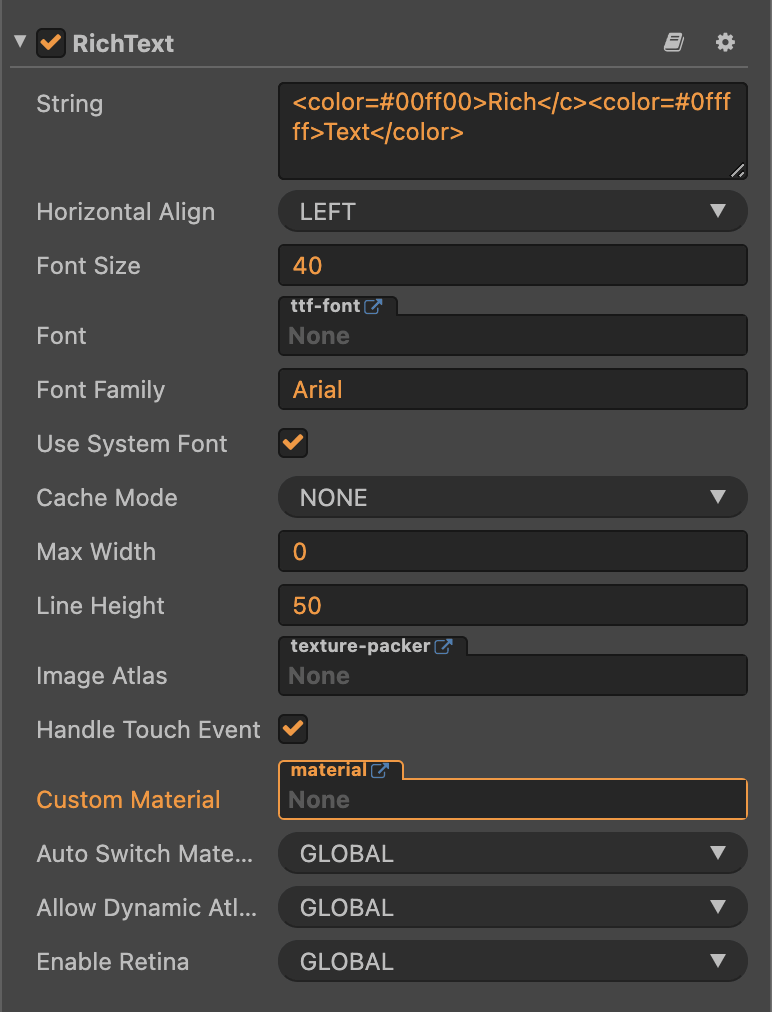 RichText
String
<color=#00ff00>Rich</c><color=#0fff
ff>Text</color>
Horizontal Align LEFT
Font Size 40
ttf-font
Font None
Font Family Arial
Use System Font
Cache Mode NONE
Max Width 0
Line Height 50
texture-packer
Image Atlas None
Handle Touch Event
material
Custom Material None
Auto Switch Mate... GLOBAL
Allow Dynamic Atl... GLOBAL
Enable Retina GLOBAL